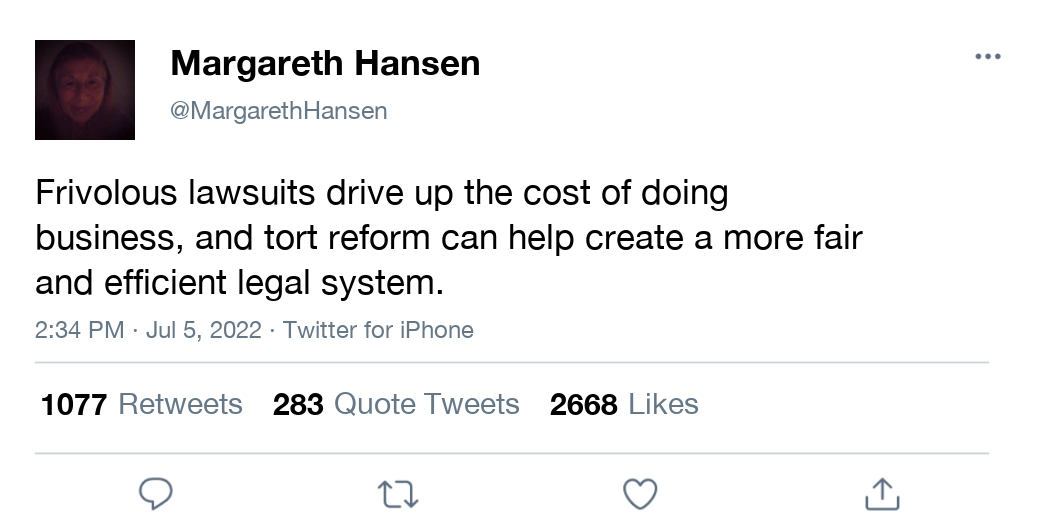 Margareth Hansen
@MargarethHansen
Frivolous lawsuits drive up the cost of doing
business, and tort reform can help create a more fair
and efficient legal system.
2:34 PM · Jul 5, 2022 · Twitter for iPhone
1077 Retweets 283 Quote Tweets 2668 Likes